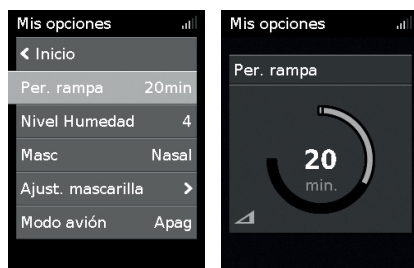 Mis opciones
Inicio
Per. rampa 20min
Nivel Humedad 4
Masc Nasal
Ajust. mascarilla
Modo avión Apag
Mis opciones
Per. rampa
20
min.